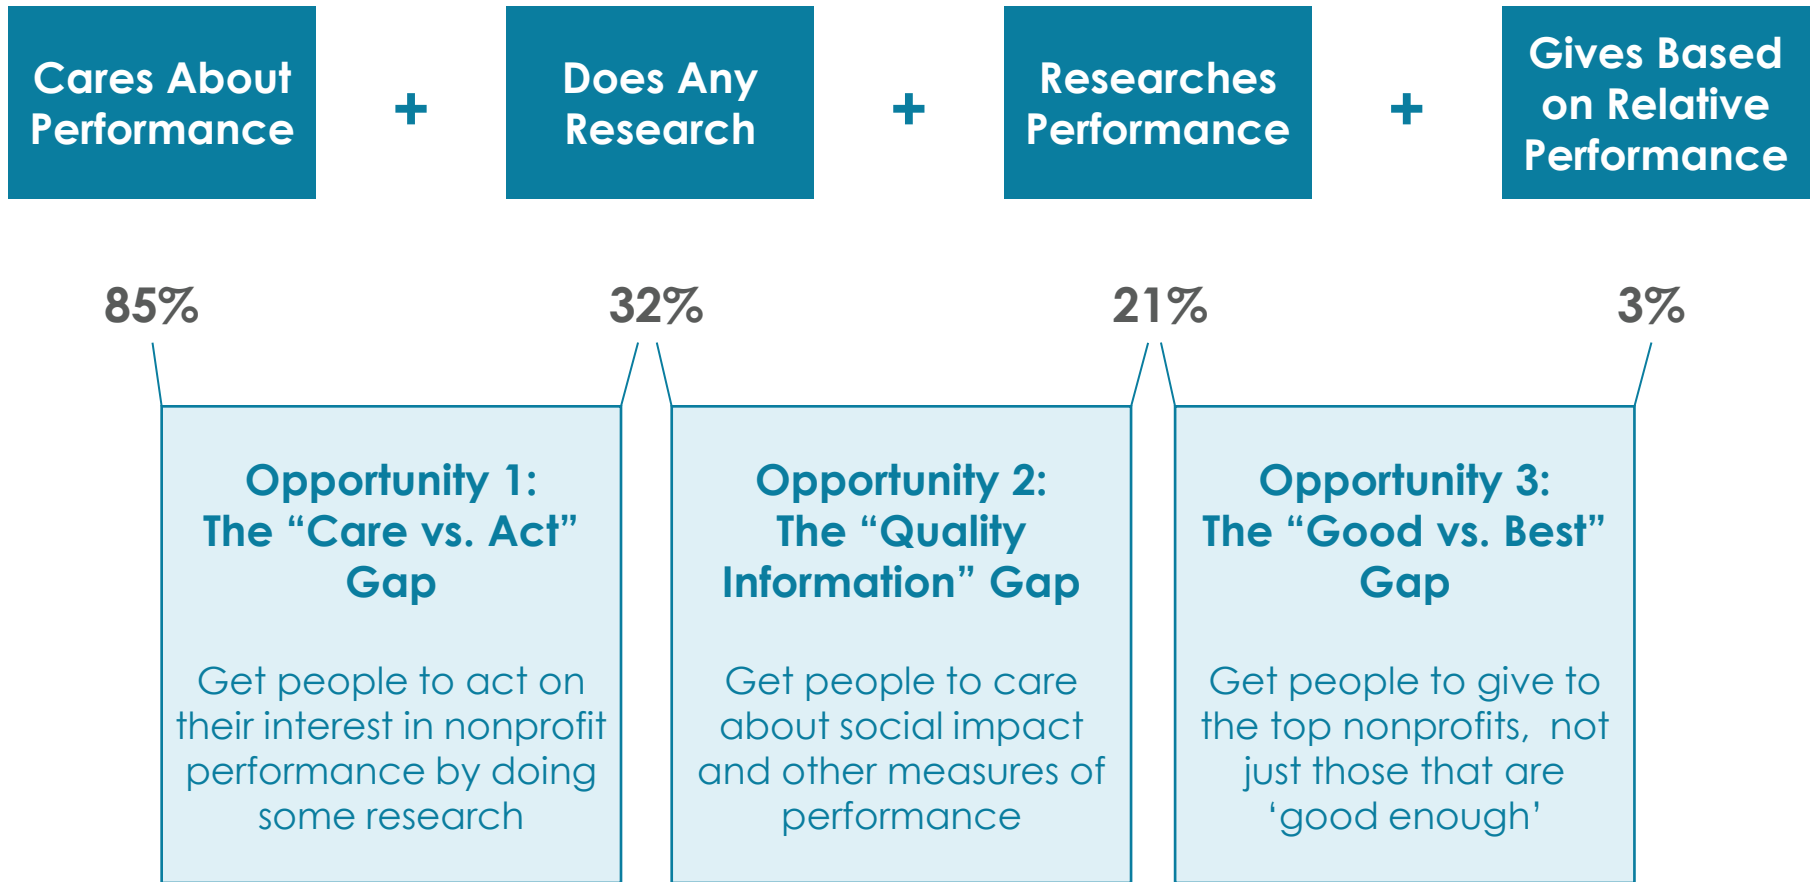 Cares About
Performance
+
Does Any
Research
+
Researches
Performance
+
Gives Based
on Relative
Performance
85%
32%
21%
3%
Opportunity 1:
The “Care vs. Act”
Gap
Get people to act on
their interest in nonprofit
performance by doing
some research
Opportunity 2:
The “Quality
Information” Gap
Get people to care
about social impact
and other measures of
performance
Opportunity 3:
The “Good vs. Best”
Gap
Get people to give to
the top nonprofits,  not
just those that are
‘good enough’